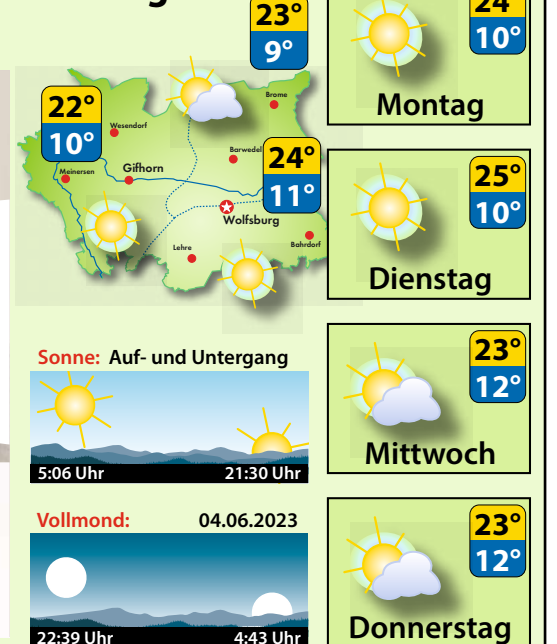 23°
9°
22°
10°
Brome
Wesendorf
Barwedel
24°
11°
Meinersen
Gifhorn
Wolfsburg
Lehre
Bahrdorf
Sonne: Auf- und Untergang
5:06 Uhr 21:30 Uhr
Vollmond: 04.06.2023
22:39 Uhr 4:43 Uhr
24°
10°
Montag
25°
10°
Dienstag
23°
12°
Mittwoch
23°
12°
Donnerstag